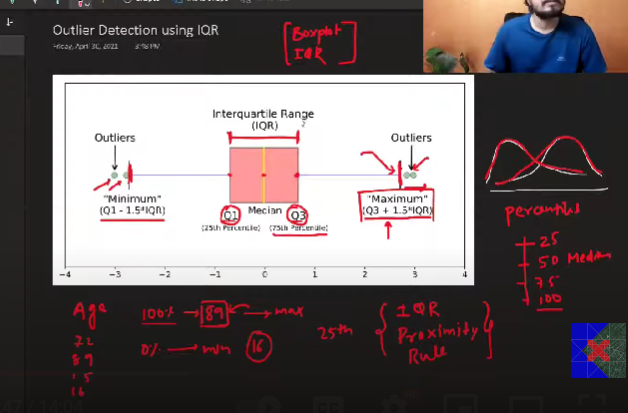 Outlier Detection using IQR
Friday, April 30, 2021 3:48 PM
[Boxplot
IQR]
Interquartile Range
(IQR)
Outliers
Outliers
"Minimum"
(Q1 - 1.5*IQR)
Q1
(25th Percentile)
Median
Q3
(75th Percentile)
"Maximum"
(Q3 + 1.5*IQR)
−4 −3 −2 −1 0 1 2 3 4
percentiles
25
50 Median
75
100
Age
72
89
15
16
100% → 89 → max
0% → min 16
25th
{IQR
Proximity
Rule}